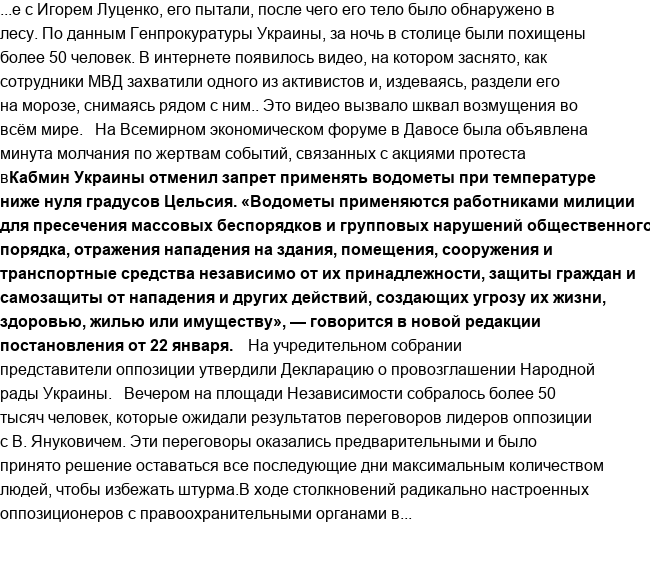 ...е с Игорем Луценко, его пытали, после чего его тело было обнаружено в
лесу. По данным Генпрокуратуры Украины, за ночь в столице были похищены
более 50 человек. В интернете появилось видео, на котором заснято, как
сотрудники МВД захватили одного из активистов и, издеваясь, раздели его
на морозе, снимаясь рядом с ним.. Это видео вызвало шквал возмущения во
всём мире.   На Всемирном экономическом форуме в Давосе была объявлена
минута молчания по жертвам событий, связанных с акциями протеста
вКабмин Украины отменил запрет применять водометы при температуре
ниже нуля градусов Цельсия. «Водометы применяются работниками милиции
для пресечения массовых беспорядков и групповых нарушений общественного
порядка, отражения нападения на здания, помещения, сооружения и
транспортные средства независимо от их принадлежности, защиты граждан и
самозащиты от нападения и других действий, создающих угрозу их жизни,
здоровью, жилью или имуществу», — говорится в новой редакции
постановления от 22 января.   На учредительном собрании
представители оппозиции утвердили Декларацию о провозглашении Народной
рады Украины.   Вечером на площади Независимости собралось более 50
тысяч человек, которые ожидали результатов переговоров лидеров оппозиции
с В. Януковичем. Эти переговоры оказались предварительными и было
принято решение оставаться все последующие дни максимальным количеством
людей, чтобы избежать штурма.В ходе столкновений радикально настроенных
оппозиционеров с правоохранительными органами в...